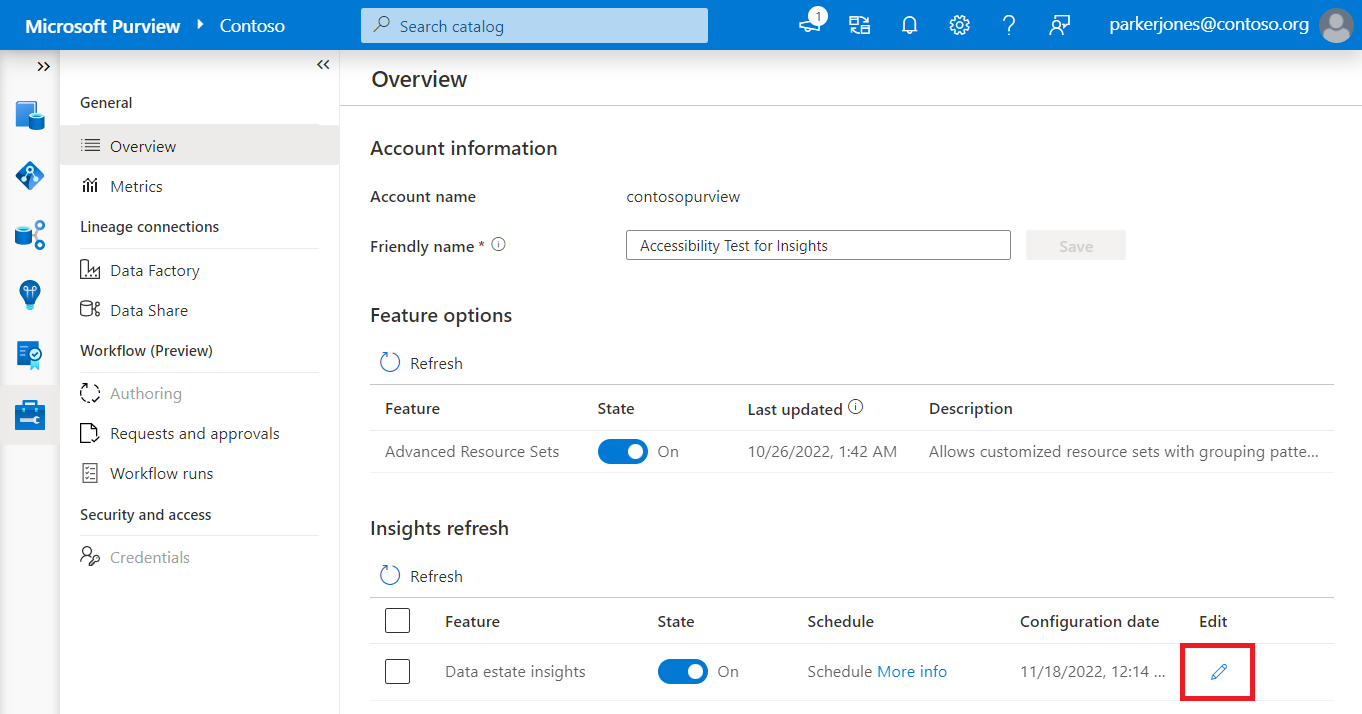 Microsoft Purview Contoso
Search catalog
1
parkerjones@contoso.org
General
Overview
Metrics
Lineage connections
Data Factory
Data Share
Workflow (Preview)
Authoring
Requests and approvals
Workflow runs
Security and access
Credentials
Overview
Account information
Account name contosopurview
Friendly name * Accessibility Test for Insights Save
Feature options
Refresh
Feature State Last updated Description
Advanced Resource Sets On 10/26/2022, 1:42 AM Allows customized resource sets with grouping patte...
Insights refresh
Refresh
Feature State Schedule Configuration date Edit
Data estate insights On Schedule More info 11/18/2022, 12:14 ...